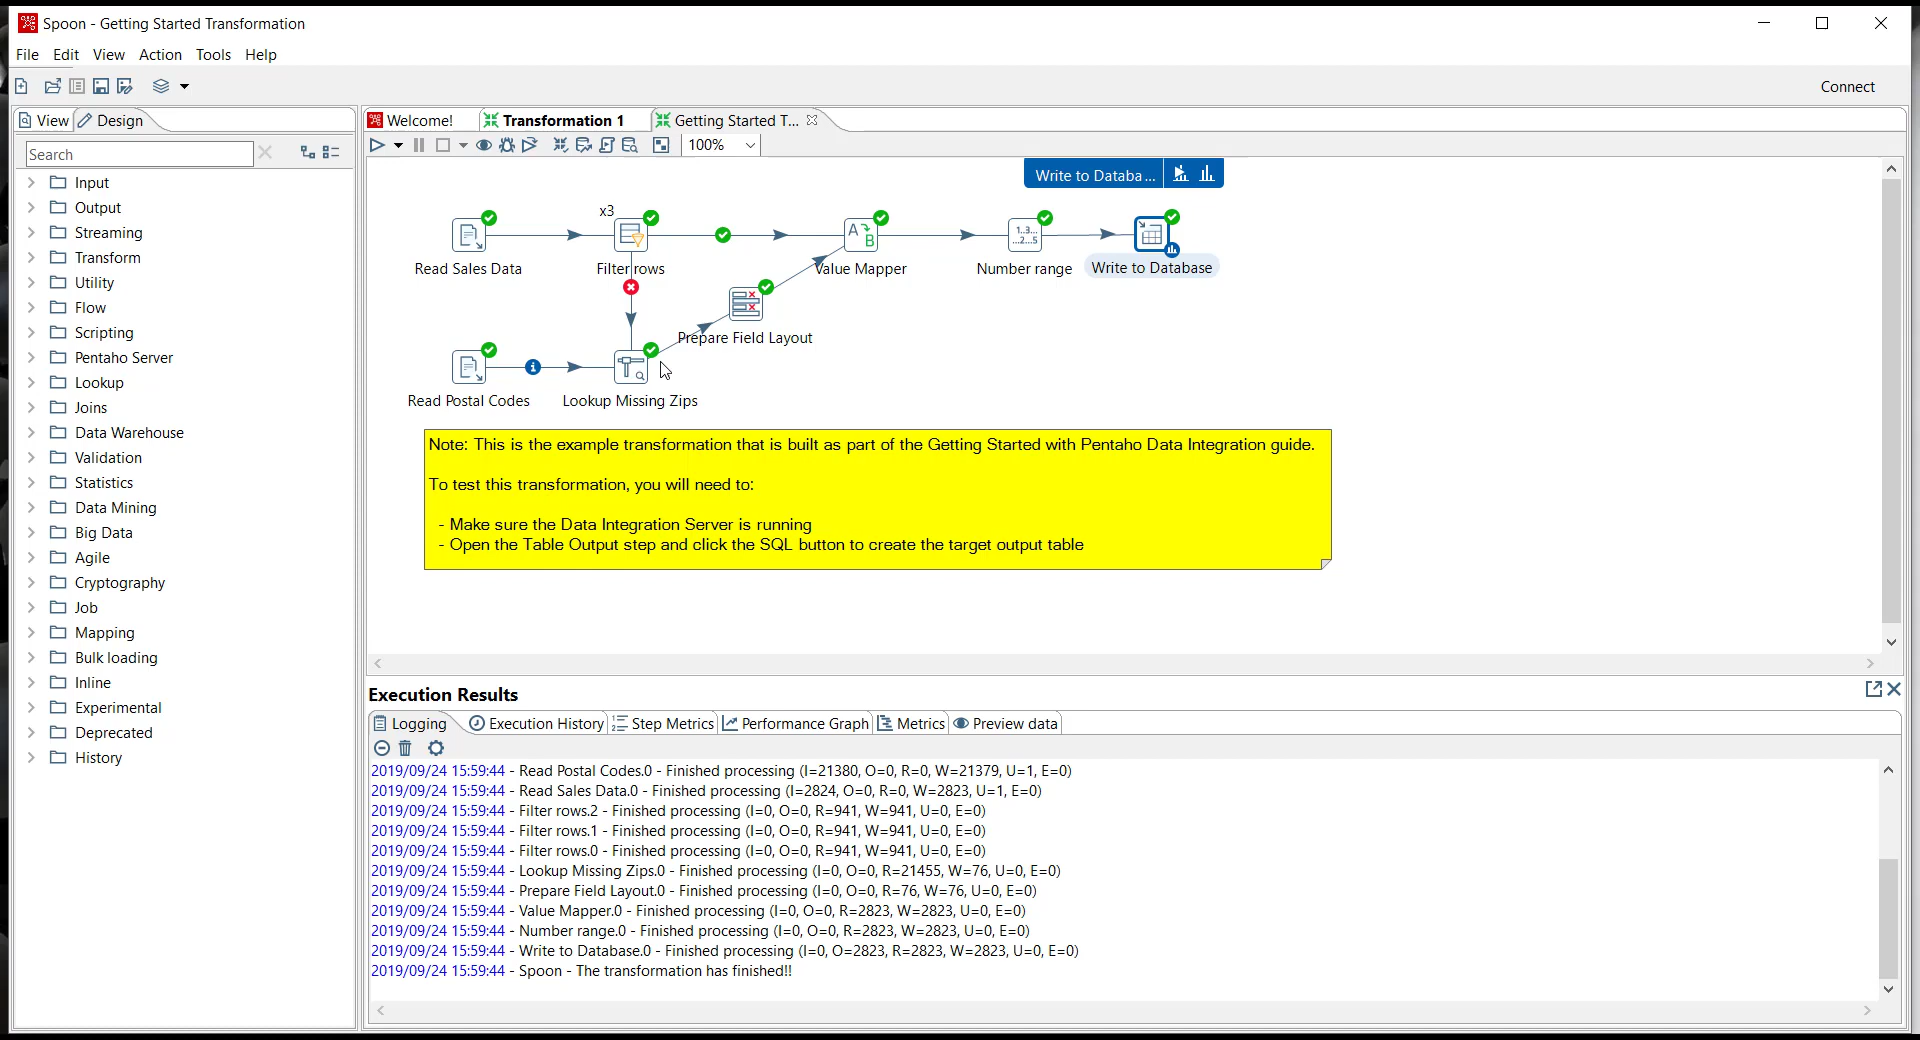 Spoon - Getting Started Transformation
File Edit View Action Tools Help
Connect
View Design
Search
Input
Output
Streaming
Transform
Utility
Flow
Scripting
Pentaho Server
Lookup
Joins
Data Warehouse
Validation
Statistics
Data Mining
Big Data
Agile
Cryptography
Job
Mapping
Bulk loading
Inline
Experimental
Deprecated
History
Welcome! Transformation 1 Getting Started T...
100%
Write to Databa ...
x3
Read Sales Data Filter rows Value Mapper Number range Write to Database
Prepare Field Layout
Read Postal Codes Lookup Missing Zips
Note: This is the example transformation that is built as part of the Getting Started with Pentaho Data Integration guide.
To test this transformation, you will need to:
- Make sure the Data Integration Server is running
- Open the Table Output step and click the SQL button to create the target output table
Execution Results
Logging Execution History Step Metrics Performance Graph Metrics Preview data
2019/09/24 15:59:44 - Read Postal Codes.0 - Finished processing (I=21380, O=0, R=0, W=21379, U=1, E=0)
2019/09/24 15:59:44 - Read Sales Data.0 - Finished processing (I=2824, O=0, R=0, W=2823, U=1, E=0)
2019/09/24 15:59:44 - Filter rows.2 - Finished processing (I=0, O=0, R=941, W=941, U=0, E=0)
2019/09/24 15:59:44 - Filter rows.1 - Finished processing (I=0, O=0, R=941, W=941, U=0, E=0)
2019/09/24 15:59:44 - Filter rows.0 - Finished processing (I=0, O=0, R=941, W=941, U=0, E=0)
2019/09/24 15:59:44 - Lookup Missing Zips.0 - Finished processing (I=0, O=0, R=21455, W=76, U=0, E=0)
2019/09/24 15:59:44 - Prepare Field Layout.0 - Finished processing (I=0, O=0, R=76, W=76, U=0, E=0)
2019/09/24 15:59:44 - Value Mapper.0 - Finished processing (I=0, O=0, R=2823, W=2823, U=0, E=0)
2019/09/24 15:59:44 - Number range.0 - Finished processing (I=0, O=0, R=2823, W=2823, U=0, E=0)
2019/09/24 15:59:44 - Write to Database.0 - Finished processing (I=0, O=2823, R=2823, W=2823, U=0, E=0)
2019/09/24 15:59:44 - Spoon - The transformation has finished!!